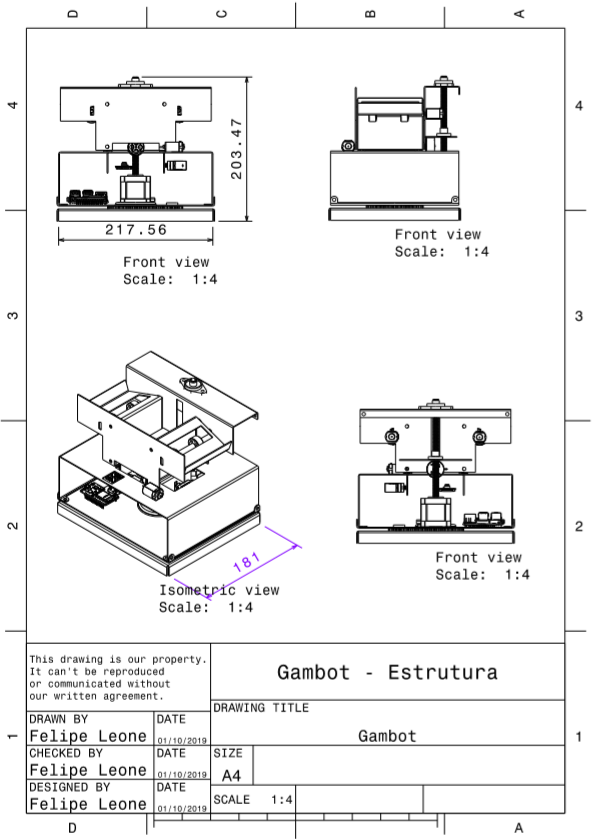 D C B A
4 4
203.47
217.56
Front view
Scale: 1:4
Front view
Scale: 1:4
3 3
2 2
181
Isometric view
Scale: 1:4
Front view
Scale: 1:4
This drawing is our property.
It can't be reproduced
or communicated without
our written agreement.
Gambot - Estrutura
DRAWING TITLE
Gambot
DRAWN BY DATE
Felipe Leone 01/10/2019
CHECKED BY DATE
Felipe Leone 01/10/2019
DESIGNED BY DATE
Felipe Leone 01/10/2019
SIZE
A4
SCALE 1:4
1 1
D A